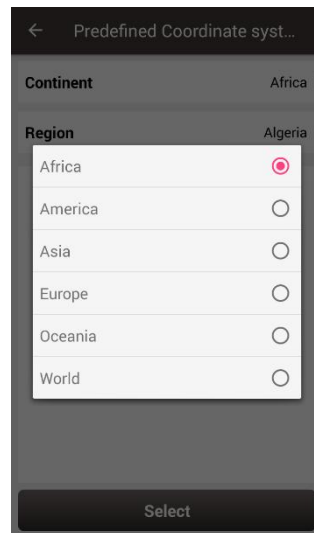 Predefined Coordinate syst...
Continent Africa
Region Algeria
Africa
America
Asia
Europe
Oceania
World
Select